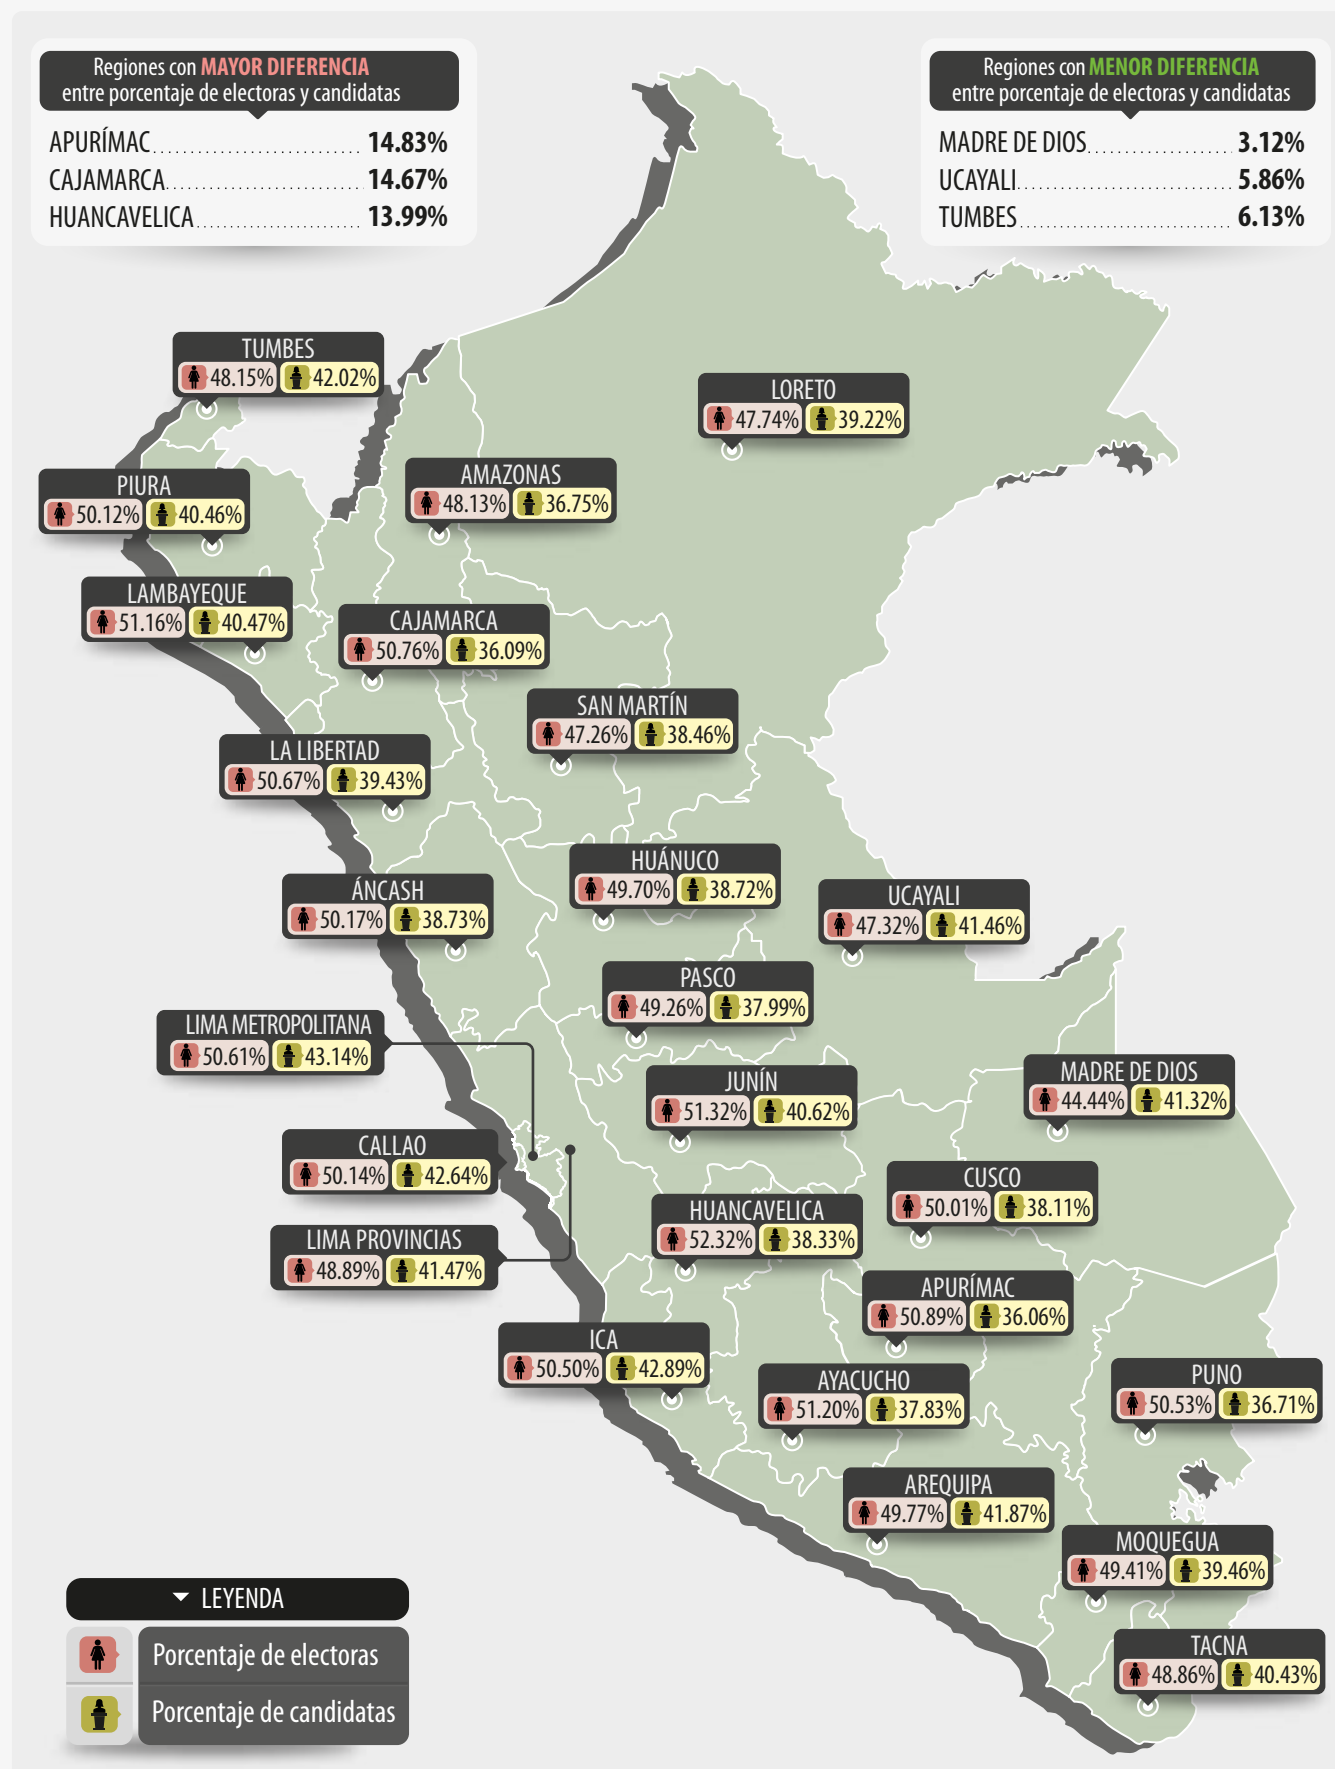 Regiones con MAYOR DIFERENCIA
entre porcentaje de electoras y candidatas
APURÍMAC 14.83%
CAJAMARCA 14.67%
HUANCAVELICA 13.99%
Regiones con MENOR DIFERENCIA
entre porcentaje de electoras y candidatas
MADRE DE DIOS 3.12%
UCAYALI 5.86%
TUMBES 6.13%
TUMBES
48.15% 42.02%
LORETO
47.74% 39.22%
AMAZONAS
48.13% 36.75%
PIURA
50.12% 40.46%
LAMBAYEQUE
51.16% 40.47%
CAJAMARCA
50.76% 36.09%
SAN MARTÍN
47.26% 38.46%
LA LIBERTAD
50.67% 39.43%
HUÁNUCO
49.70% 38.72%
ÁNCASH
50.17% 38.73%
UCAYALI
47.32% 41.46%
PASCO
49.26% 37.99%
LIMA METROPOLITANA
50.61% 43.14%
JUNÍN
51.32% 40.62%
MADRE DE DIOS
44.44% 41.32%
CALLAO
50.14% 42.64%
CUSCO
50.01% 38.11%
HUANCAVELICA
52.32% 38.33%
LIMA PROVINCIAS
48.89% 41.47%
APURÍMAC
50.89% 36.06%
ICA
50.50% 42.89%
AYACUCHO
51.20% 37.83%
PUNO
50.53% 36.71%
AREQUIPA
49.77% 41.87%
MOQUEGUA
49.41% 39.46%
TACNA
48.86% 40.43%
LEYENDA
Porcentaje de electoras
Porcentaje de candidatas